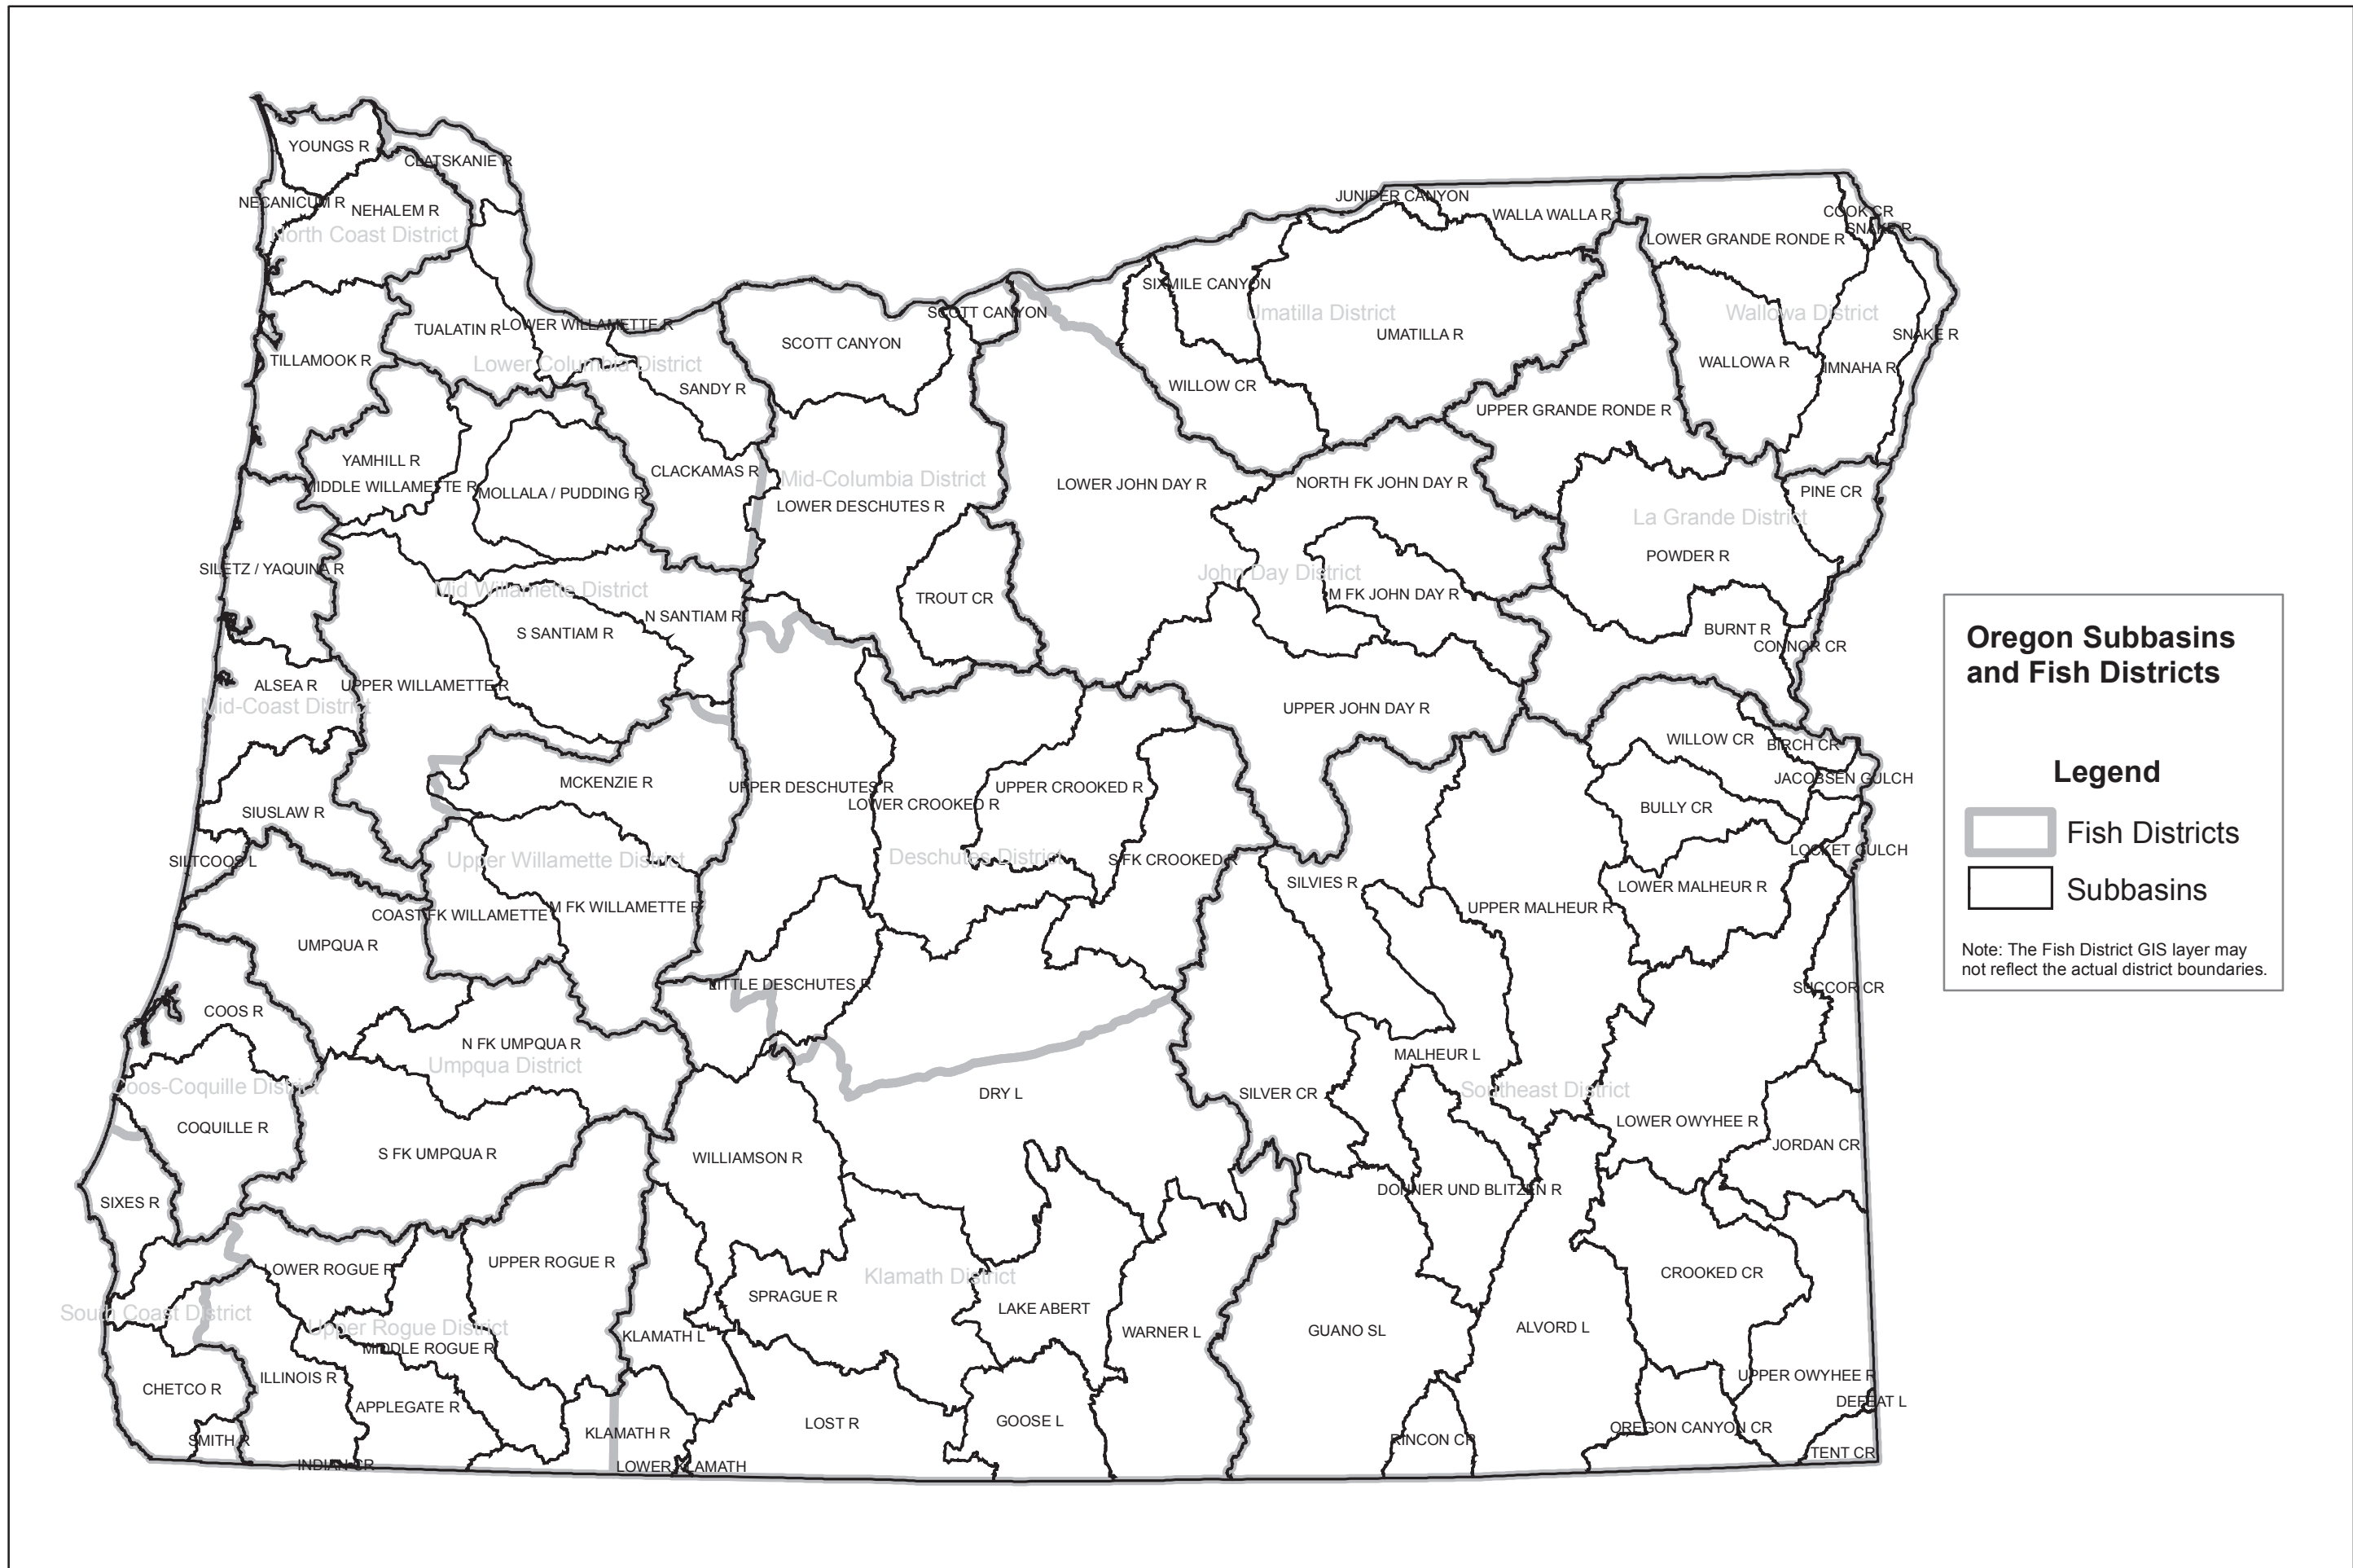 YOUNGS R
CLATSKANIE R
NECANICUM R
NEHALEM R
North Coast District
JUNIPER CANYON
WALLA WALLA R
COOK CR
SNAKE R
LOWER GRANDE RONDE R
SIXMILE CANYON
Umatilla District
Wallowa District
SCOTT CANYON
TUALATIN R
LOWER WILLAMETTE R
SCOTT CANYON
UMATILLA R
SNAKE R
TILLAMOOK R
Lower Columbia District
WALLOWA R
IMNAHA R
SANDY R
WILLOW CR
UPPER GRANDE RONDE R
YAMHILL R
CLACKAMAS R
Mid-Columbia District
MIDDLE WILLAMETTE R
MOLLALA / PUDDING R
LOWER DESCHUTES R
LOWER JOHN DAY R
NORTH FK JOHN DAY R
PINE CR
La Grande District
POWDER R
SILETZ / YAQUINA R
Mid Willamette District
John Day District
TROUT CR
M FK JOHN DAY R
N SANTIAM R
S SANTIAM R
BURNT R
CONNOR CR
ALSEA R
UPPER WILLAMETTE R
Mid-Coast District
UPPER JOHN DAY R
WILLOW CR
BIRCH CR
MCKENZIE R
UPPER DESCHUTES R
UPPER CROOKED R
JACOBSEN GULCH
LOWER CROOKED R
BULLY CR
SIUSLAW R
SILTCOOS L
Upper Willamette District
Deschutes District
S FK CROOKED R
LOCKET GULCH
SILVIES R
LOWER MALHEUR R
COAST FK WILLAMETTE
M FK WILLAMETTE R
UPPER MALHEUR R
UMPQUA R
LITTLE DESCHUTES R
SUCCOR CR
COOS R
N FK UMPQUA R
Umpqua District
MALHEUR L
Coos-Coquille District
DRY L
SILVER CR
Southeast District
COQUILLE R
LOWER OWYHEE R
JORDAN CR
S FK UMPQUA R
WILLIAMSON R
SIXES R
DONNER UND BLITZEN R
LOWER ROGUE R
UPPER ROGUE R
Klamath District
CROOKED CR
SPRAGUE R
LAKE ABERT
South Coast District
Upper Rogue District
KLAMATH L
WARNER L
GUANO SL
ALVORD L
MIDDLE ROGUE R
CHETCO R
ILLINOIS R
UPPER OWYHEE R
APPLEGATE R
DEFEAT L
LOST R
GOOSE L
KLAMATH R
OREGON CANYON CR
SMITH R
RINCON CR
TENT CR
INDIAN CR
LOWER KLAMATH
Oregon Subbasins
and Fish Districts
Legend
Fish Districts
Subbasins
Note: The Fish District GIS layer may
not reflect the actual district boundaries.